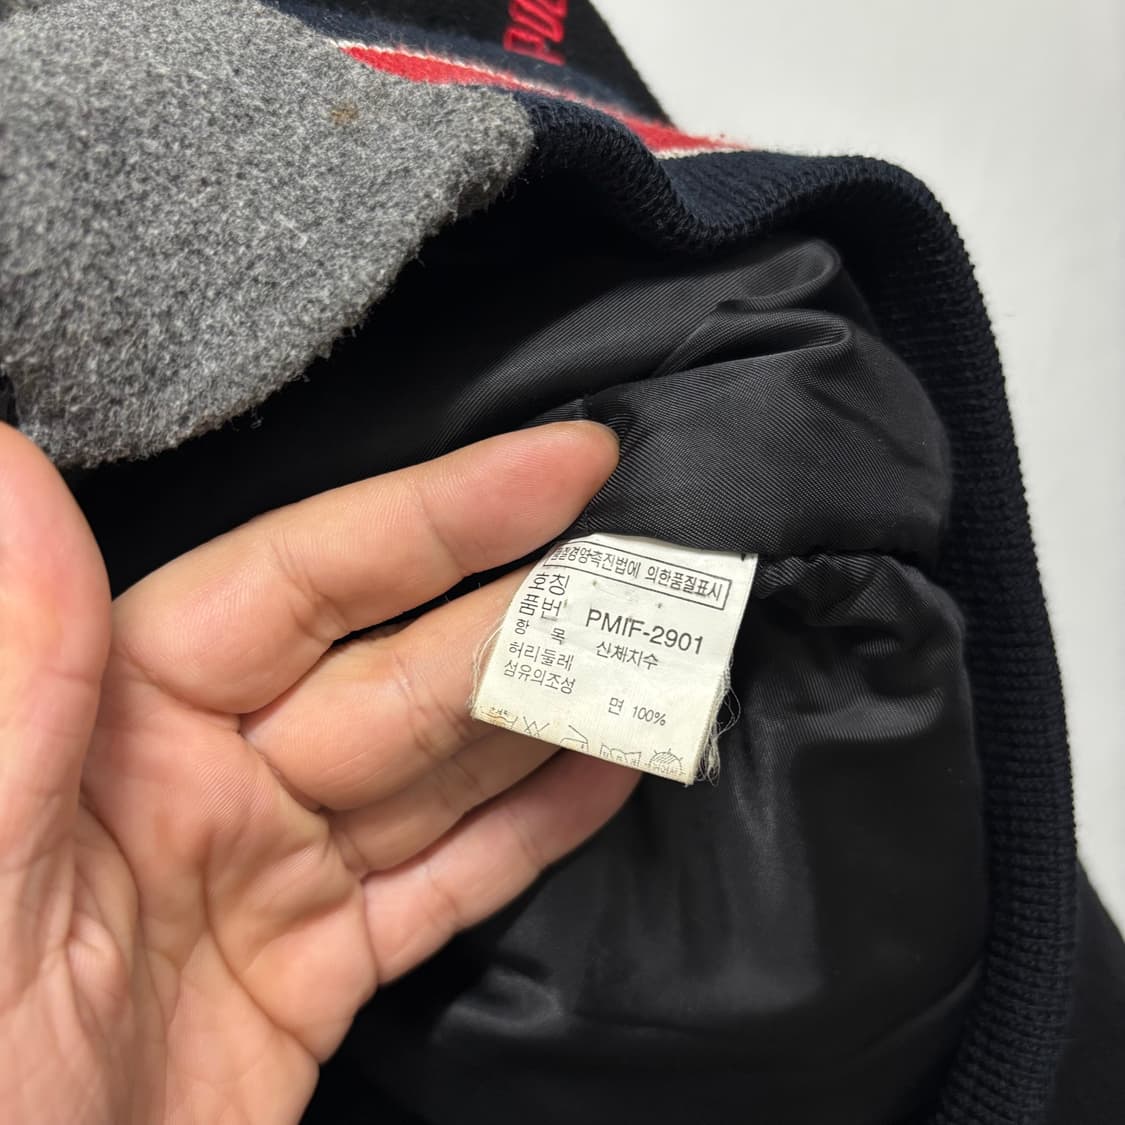 품질경영촉진법에 의한품질표시
호칭
품번 PMIF-2901
항 목 신체지수
허리둘레
섬유의조성
면 100%